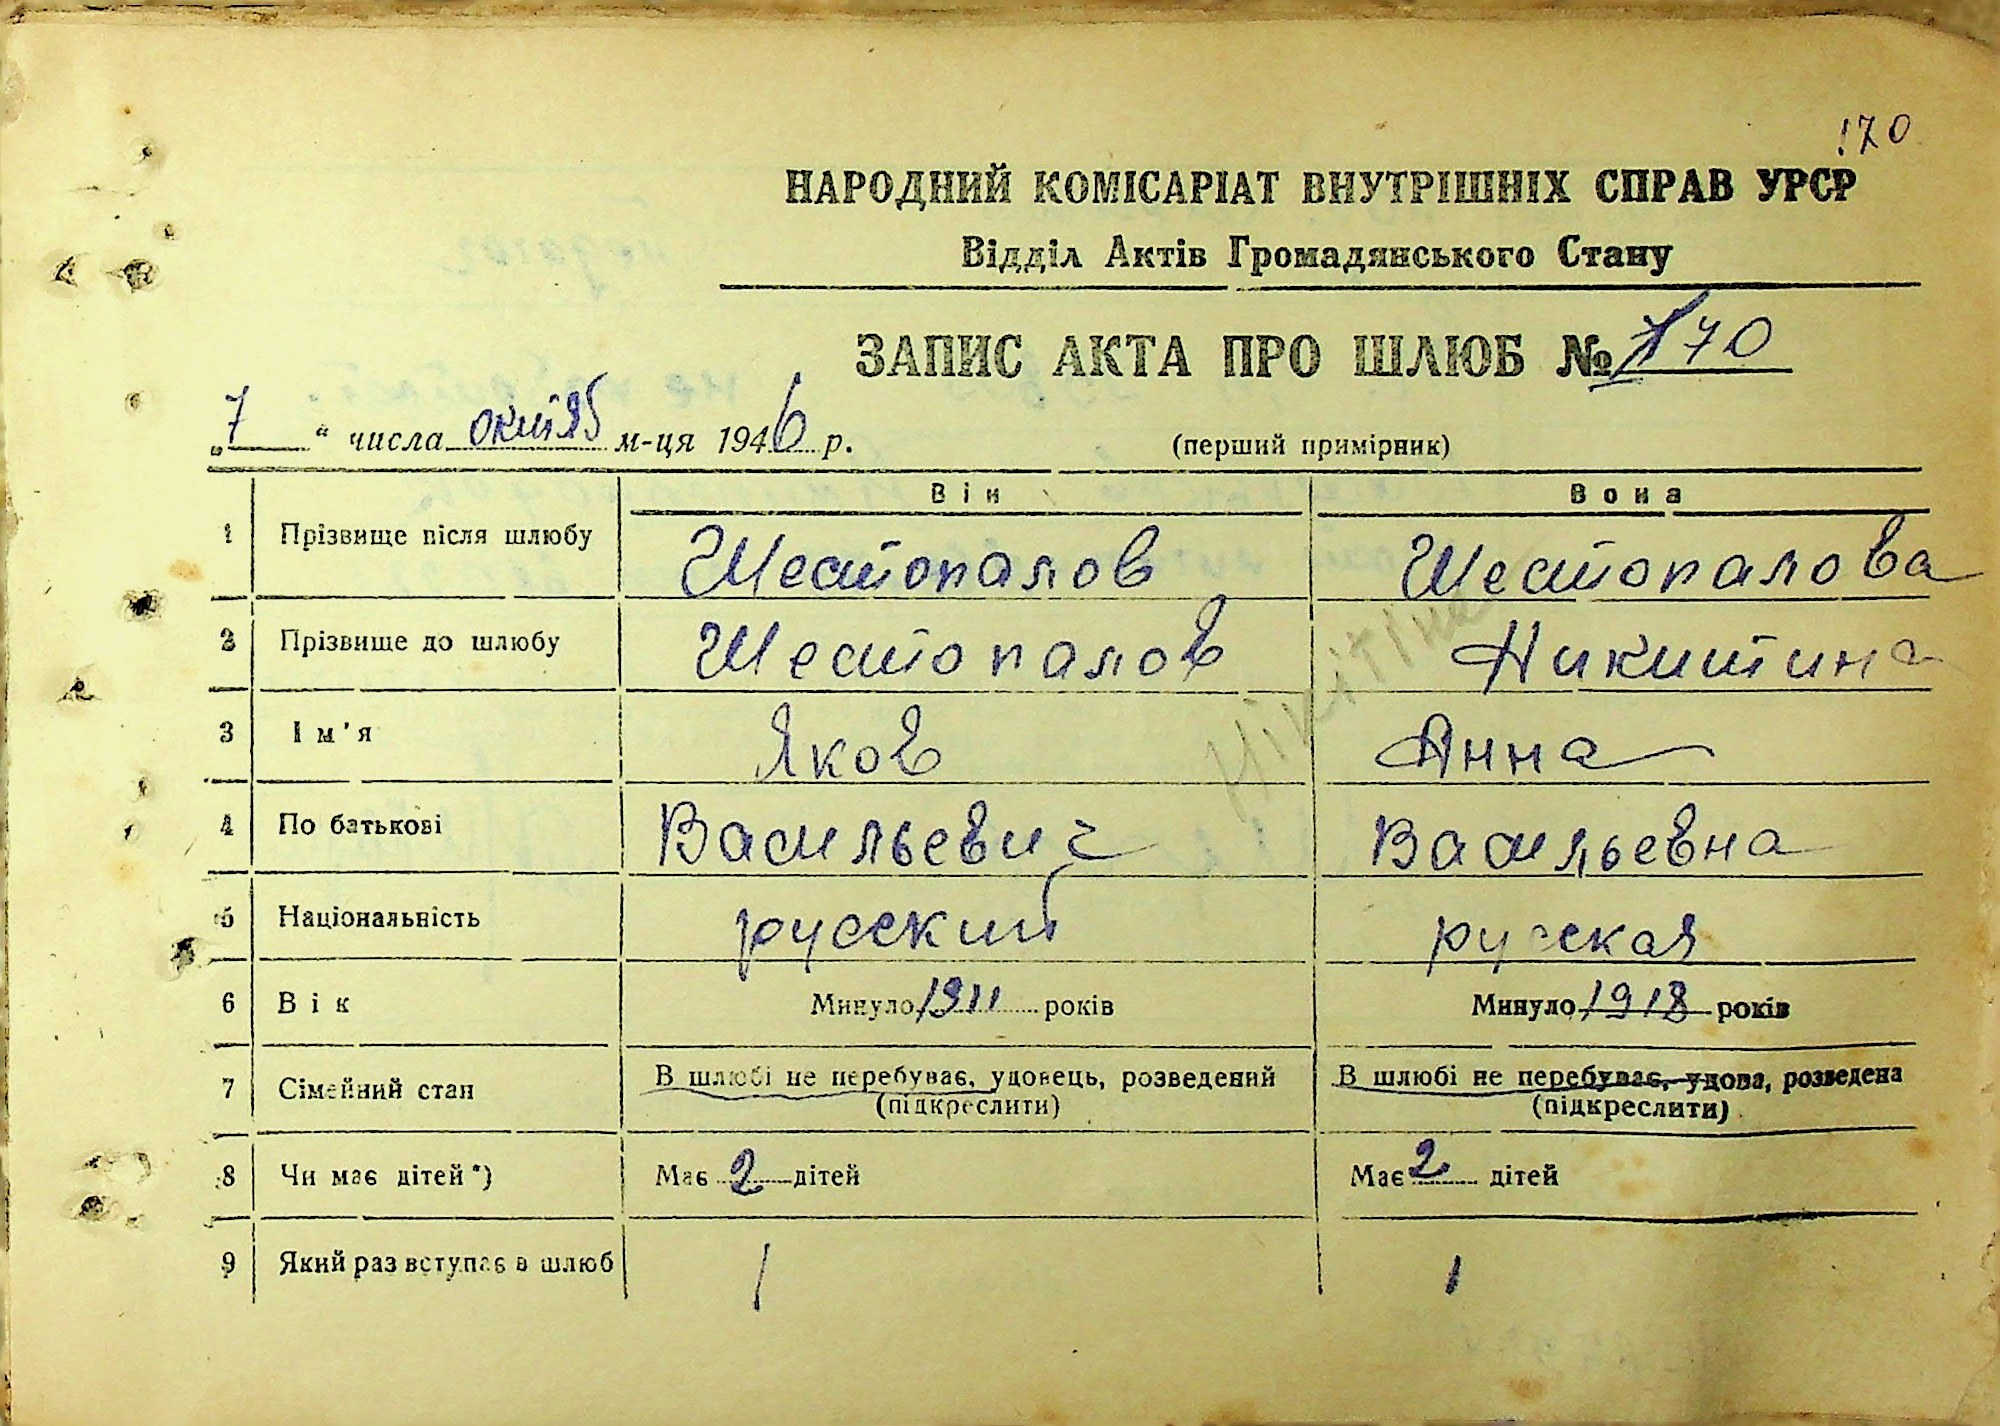 170
НАРОДНИЙ КОМІСАРІАТ ВНУТРІШНІХ СПРАВ УРСР
Відділ Актів Громадянського Стану
ЗАПИС АКТА ПРО ШЛЮБ № 170
„7“ числа октяб м-ця 1946 р. (перший примірник)
Він Вона
1 Прізвище після шлюбу Шестопалов Шестопалова
2 Прізвище до шлюбу Шестопалов Никитина
Нікітіна
3 Ім'я Яков Анна
4 По батькові Васильевич Васильевна
5 Національність русский русская
6 Вік Минуло 1911 років Минуло 1918 років
7 Сімейний стан В шлюбі не перебуває, удовець, розведений В шлюбі не перебуває, удова, розведена
(підкреслити) (підкреслити)
8 Чи має дітей*) Має 2 дітей Має 2 дітей
9 Який раз вступає в шлюб 1 1